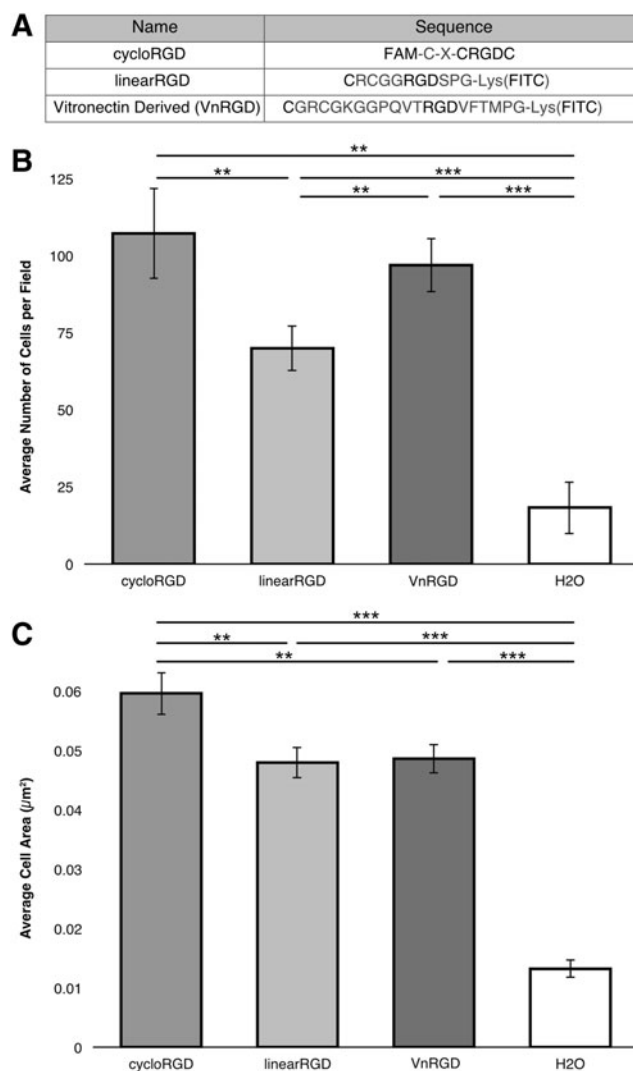 A
Name Sequence
cycloRGD FAM-C-X-CRGDC
linearRGD CRCGGRGDSPG-Lys(FITC)
Vitronectin Derived (VnRGD) CGRCGKGGPQVTRGDVFTMPG-Lys(FITC)
B
**
** ***
** ***
Average Number of Cells per Field
125
100
75
50
25
0
cycloRGD linearRGD VnRGD H2O
C
***
** ***
** ***
Average Cell Area (μm²)
0.06
0.05
0.04
0.03
0.02
0.01
0
cycloRGD linearRGD VnRGD H2O